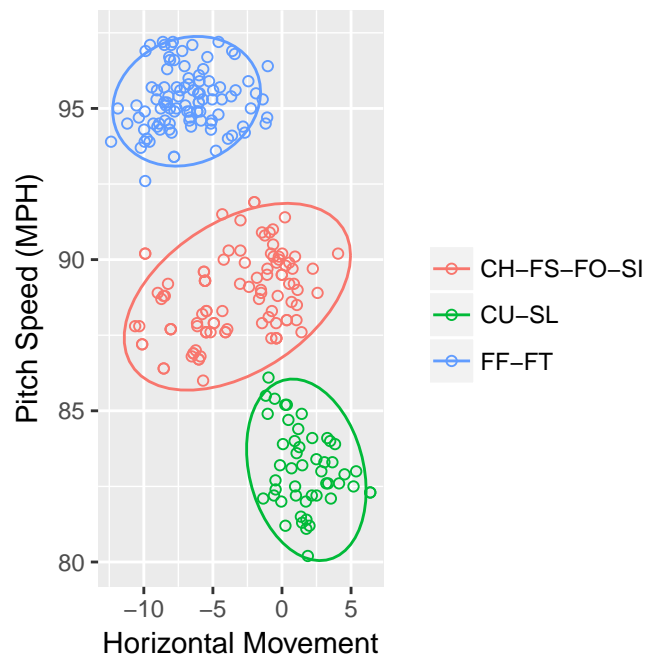 Pitch Speed (MPH)
95
90
85
80
−10
−5
0
5
Horizontal Movement
CH−FS−FO−SI
CU−SL
FF−FT